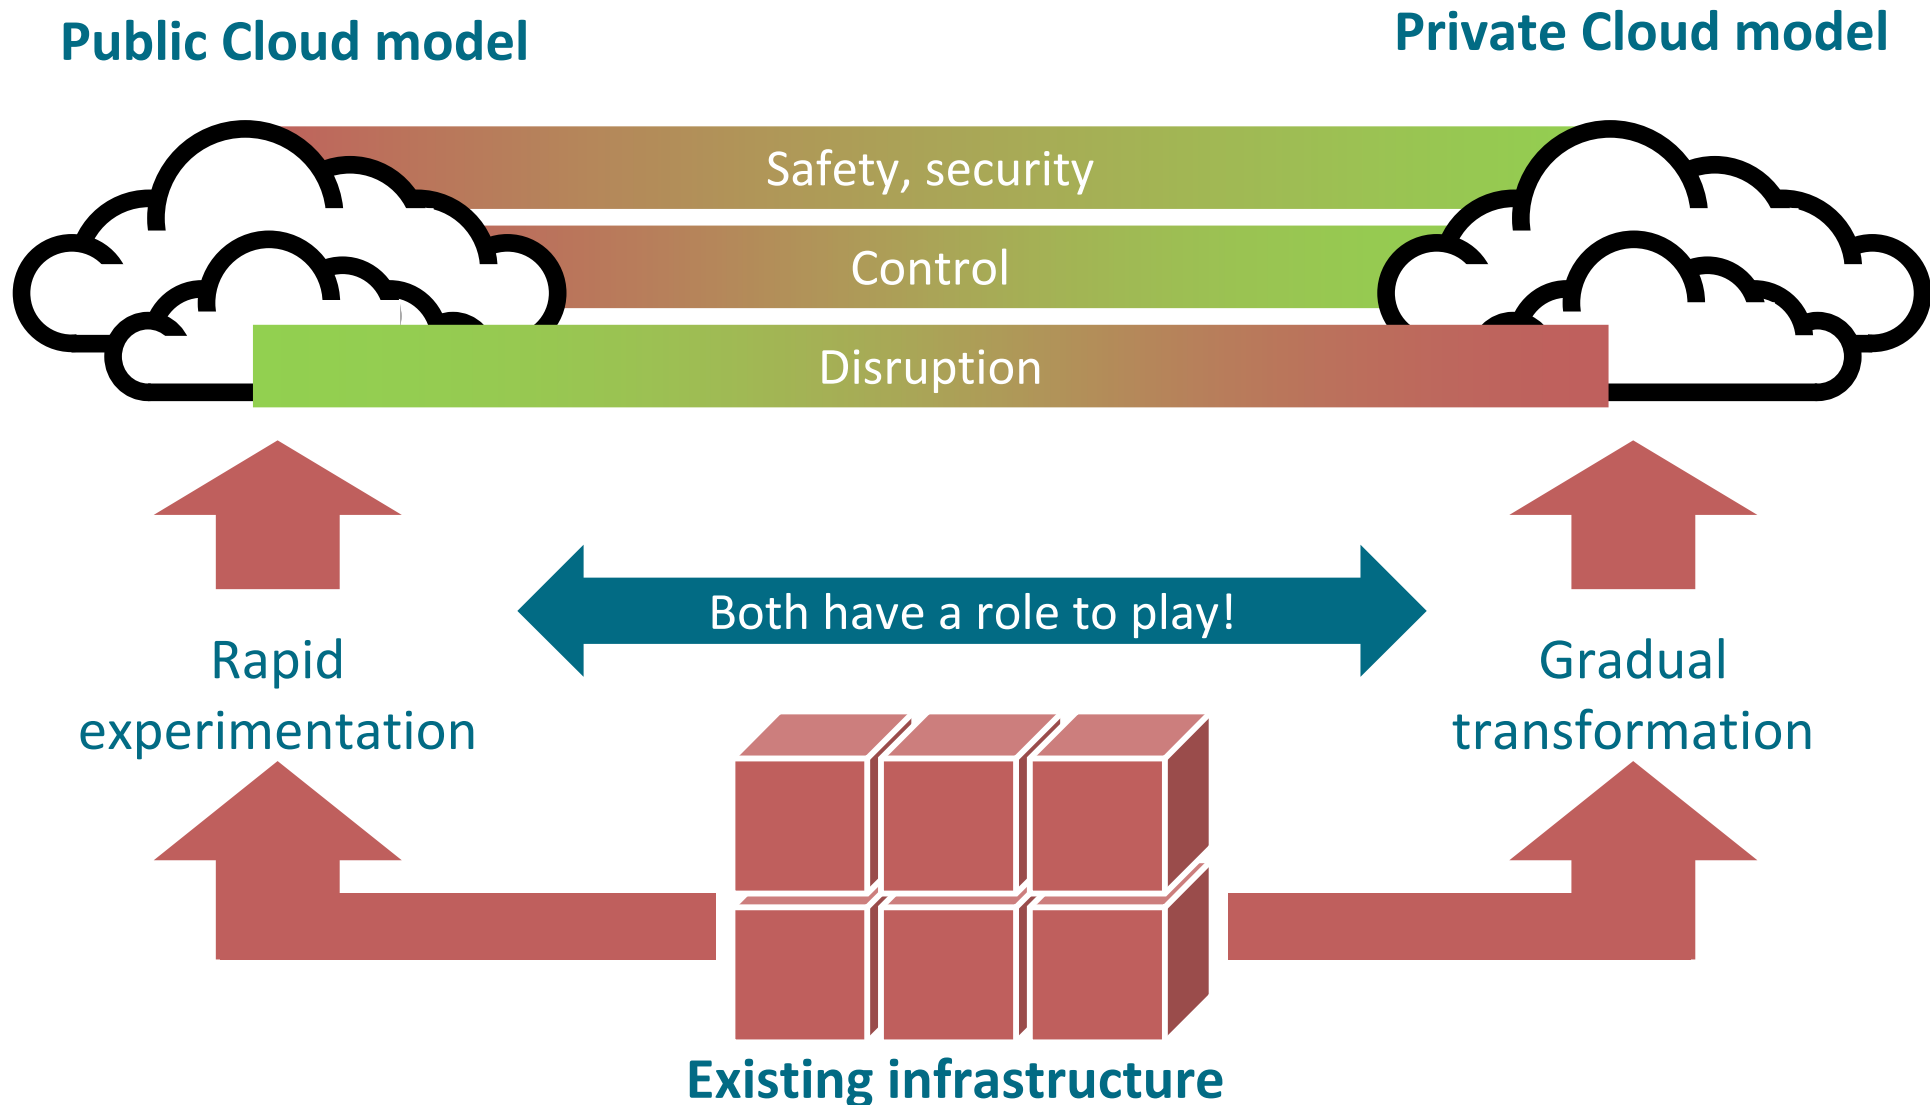 Public Cloud model
Private Cloud model
Safety, security
Control
Disruption
Both have a role to play!
Rapid
experimentation
Gradual
transformation
Existing infrastructure